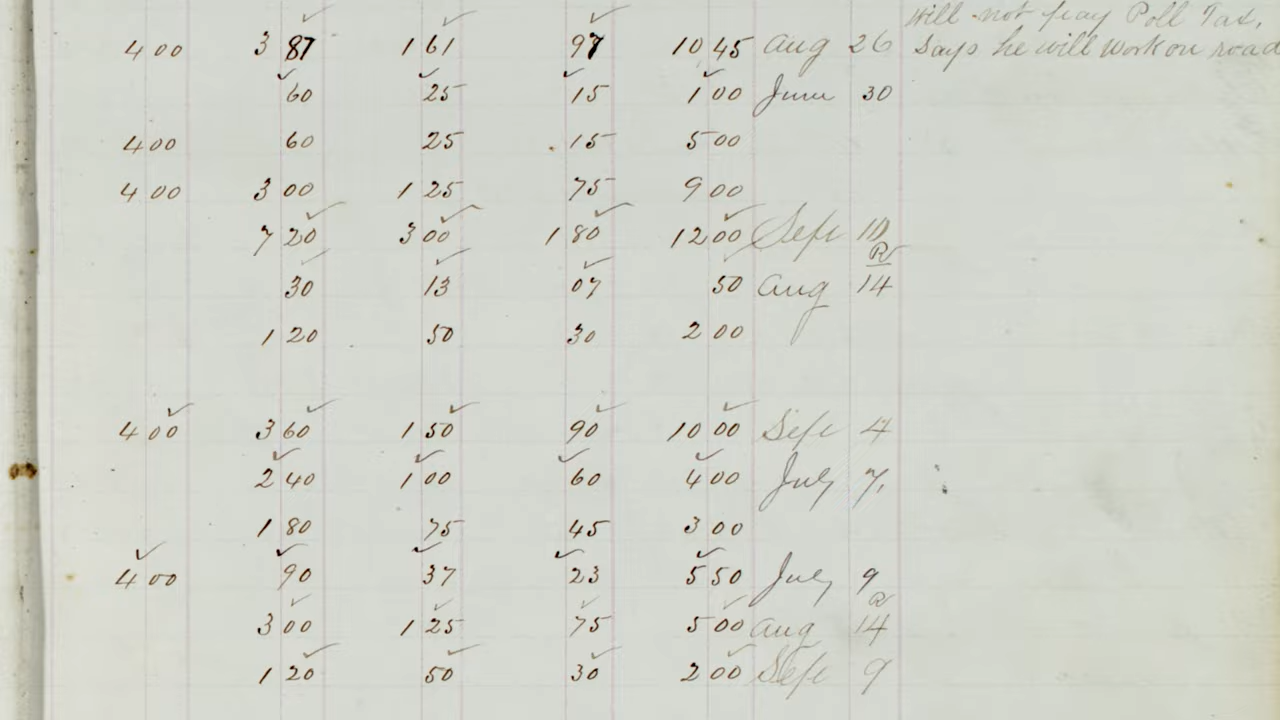 Will not pay Poll Tax,
4 00 3 87 1 61 97 10 45 Aug 26 Says he will work on road
60 25 15 1 00 June 30
4 00 60 25 15 5 00
4 00 3 00 1 25 75 9 00
7 20 3 00 1 80 12 00 Sept 10
R
30 13 07 50 Aug 14
1 20 50 30 2 00
4 00 3 60 1 50 90 10 00 Sept 4
2 40 1 00 60 4 00 July 7,
1 80 75 45 3 00
4 00 90 37 23 5 50 July 9
R
3 00 1 25 75 5 00 Aug 14
1 20 50 30 2 00 Sept 9